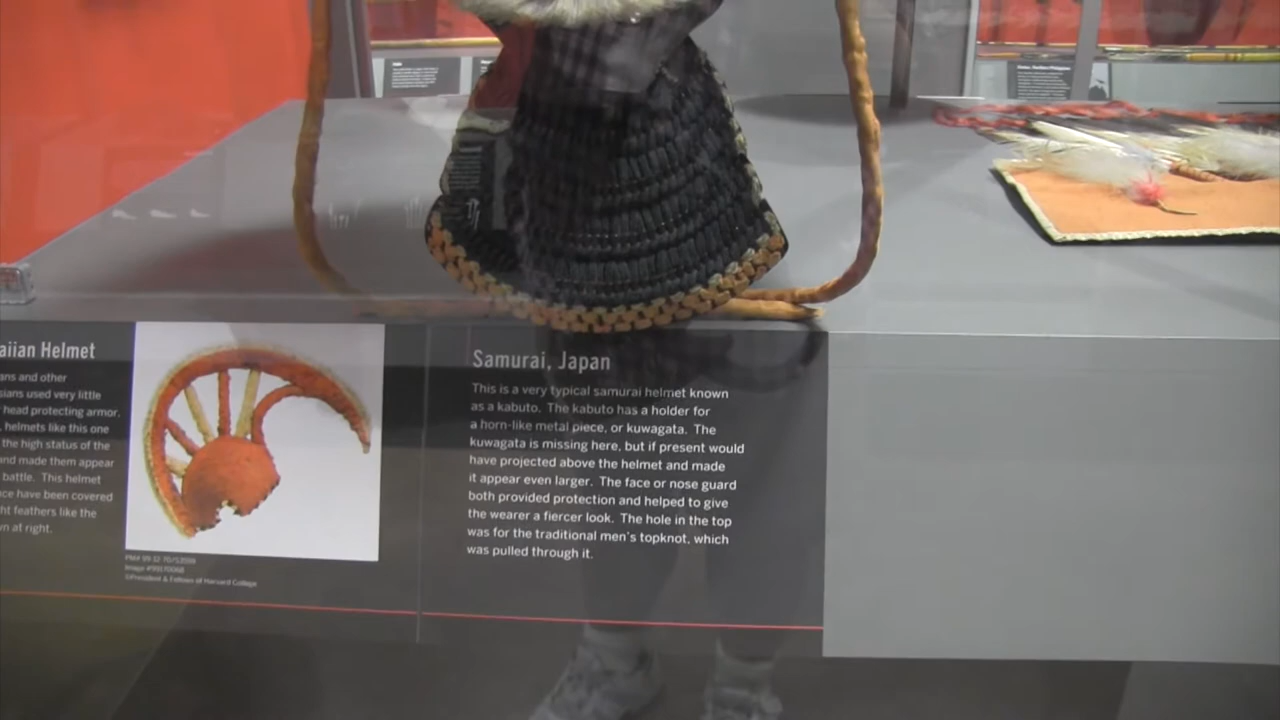 aiian Helmet
ans and other
sians used very little
head protecting armor.
helmets like this one
the high status of the
and made them appear
battle. This helmet
ce have been covered
ht feathers like the
n at right.
©President & Fellows of Harvard College
Samurai, Japan
This is a very typical samurai helmet known
as a kabuto. The kabuto has a holder for
a horn-like metal piece, or kuwagata. The
kuwagata is missing here, but if present would
have projected above the helmet and made
it appear even larger. The face or nose guard
both provided protection and helped to give
the wearer a fiercer look. The hole in the top
was for the traditional men's topknot, which
was pulled through it.